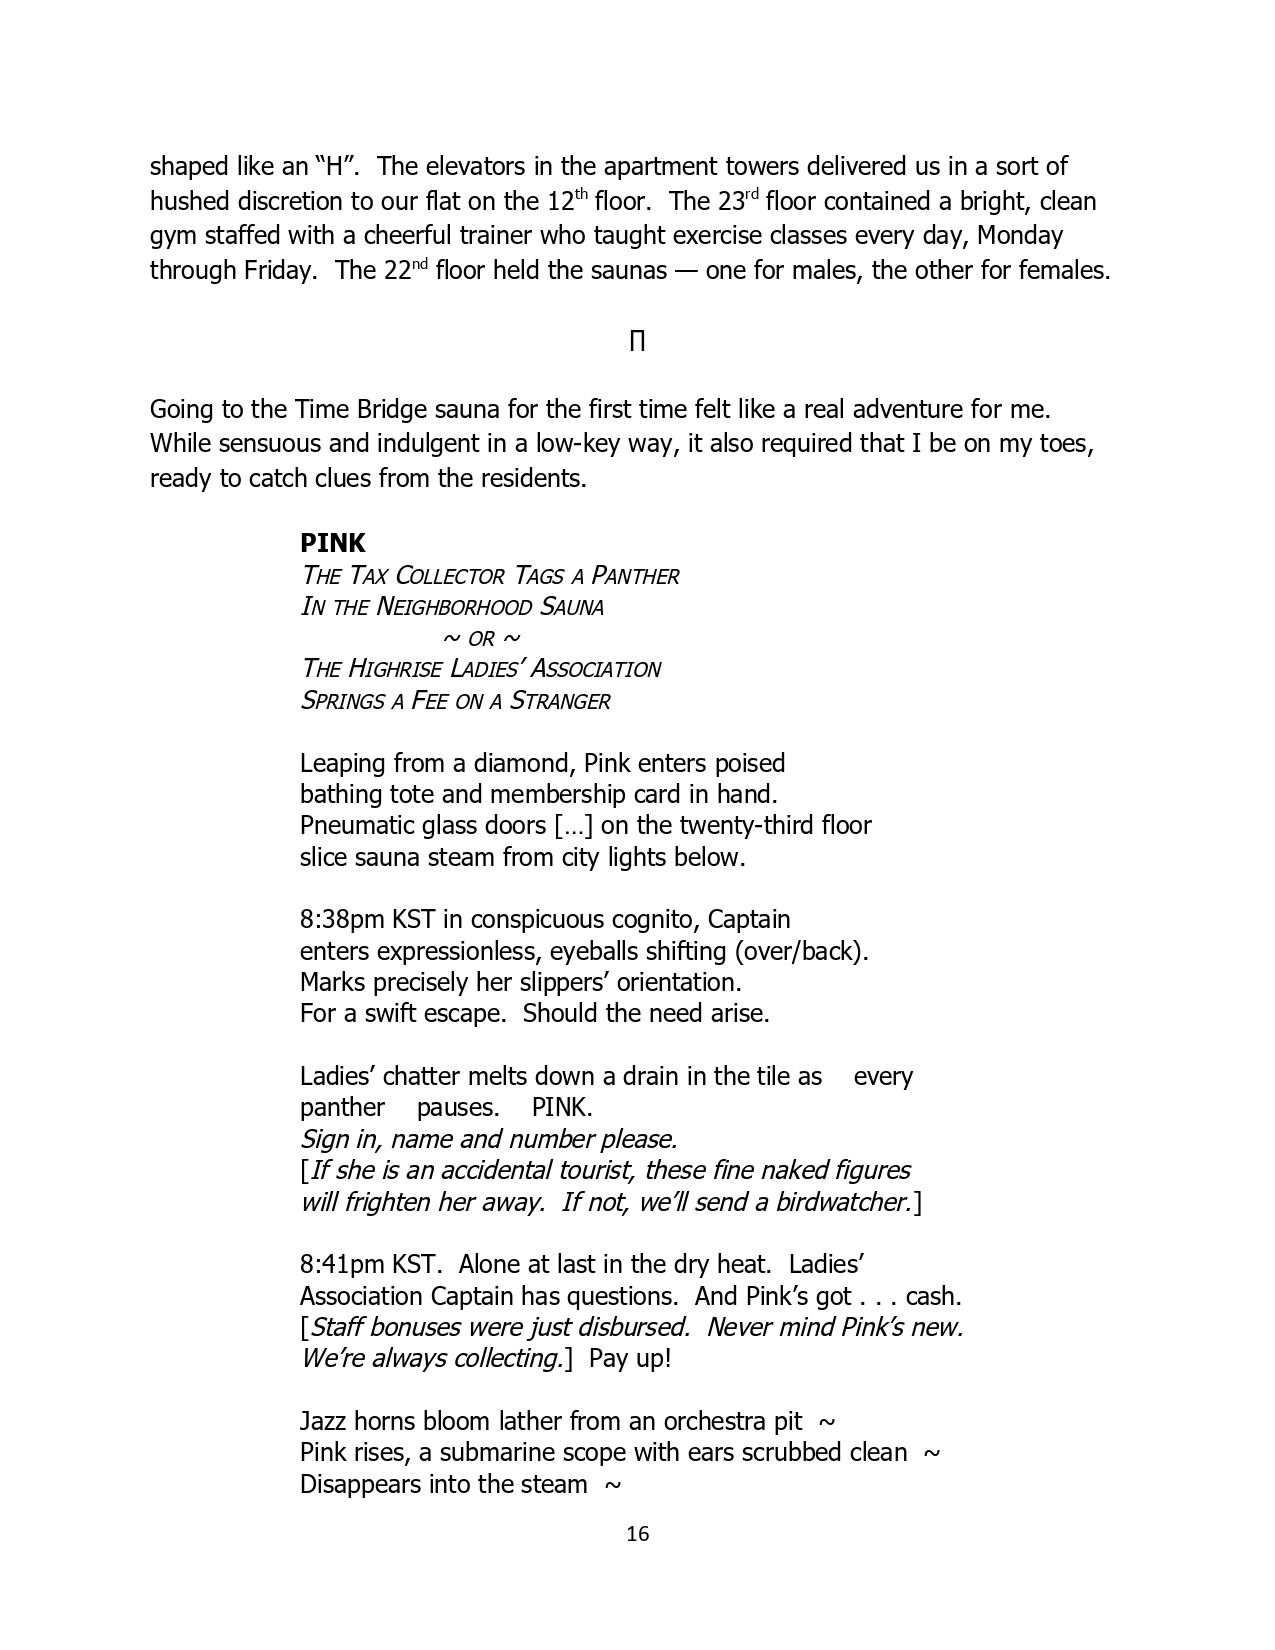 shaped like an “H”.  The elevators in the apartment towers delivered us in a sort of
hushed discretion to our flat on the 12th floor.  The 23rd floor contained a bright, clean
gym staffed with a cheerful trainer who taught exercise classes every day, Monday
through Friday.  The 22nd floor held the saunas — one for males, the other for females.
∏
Going to the Time Bridge sauna for the first time felt like a real adventure for me.
While sensuous and indulgent in a low-key way, it also required that I be on my toes,
ready to catch clues from the residents.
PINK
THE TAX COLLECTOR TAGS A PANTHER
IN THE NEIGHBORHOOD SAUNA
~ OR ~
THE HIGHRISE LADIES’ ASSOCIATION
SPRINGS A FEE ON A STRANGER
Leaping from a diamond, Pink enters poised
bathing tote and membership card in hand.
Pneumatic glass doors […] on the twenty-third floor
slice sauna steam from city lights below.
8:38pm KST in conspicuous cognito, Captain
enters expressionless, eyeballs shifting (over/back).
Marks precisely her slippers’ orientation.
For a swift escape.  Should the need arise.
Ladies’ chatter melts down a drain in the tile as    every
panther    pauses.    PINK.
Sign in, name and number please.
[If she is an accidental tourist, these fine naked figures
will frighten her away.  If not, we’ll send a birdwatcher.]
8:41pm KST.  Alone at last in the dry heat.  Ladies’
Association Captain has questions.  And Pink’s got . . . cash.
[Staff bonuses were just disbursed.  Never mind Pink’s new.
We’re always collecting.]  Pay up!
Jazz horns bloom lather from an orchestra pit  ~
Pink rises, a submarine scope with ears scrubbed clean  ~
Disappears into the steam  ~
16